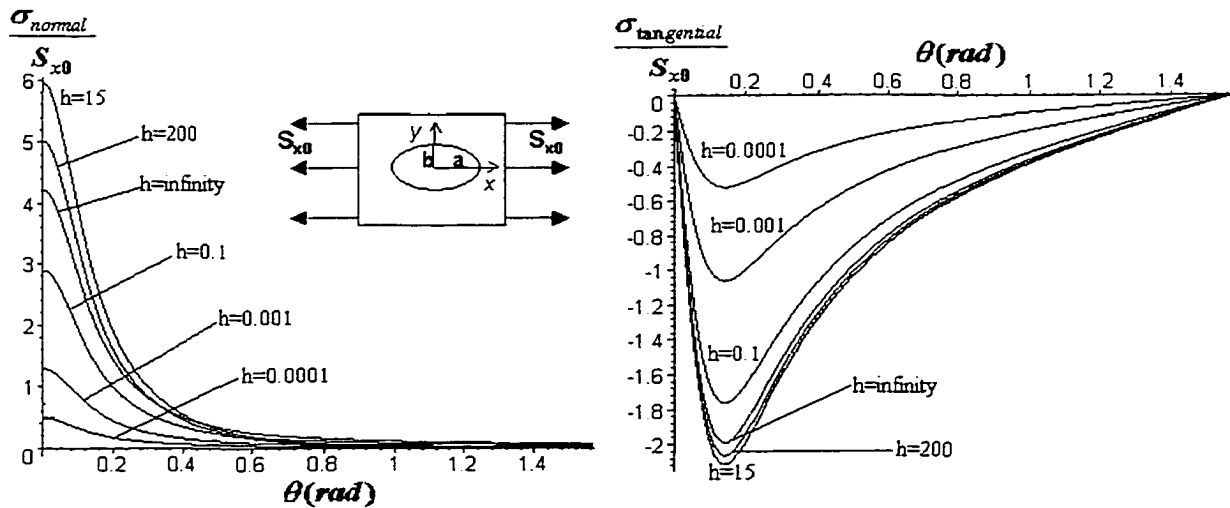 σnormal
Sx0
6
5
4
3
2
1
0
h=15
h=200
h=infinity
h=0.1
h=0.001
h=0.0001
0.2 0.4 0.6 0.8 1 1.2 1.4
θ(rad)
Sx0
y
b a
x
Sx0
σtangential
Sx0
θ(rad)
0.2 0.4 0.6 0.8 1 1.2 1.4
0
-0.2
-0.4
-0.6
-0.8
-1
-1.2
-1.4
-1.6
-1.8
-2
h=0.0001
h=0.001
h=0.1
h=infinity
h=200
h=15